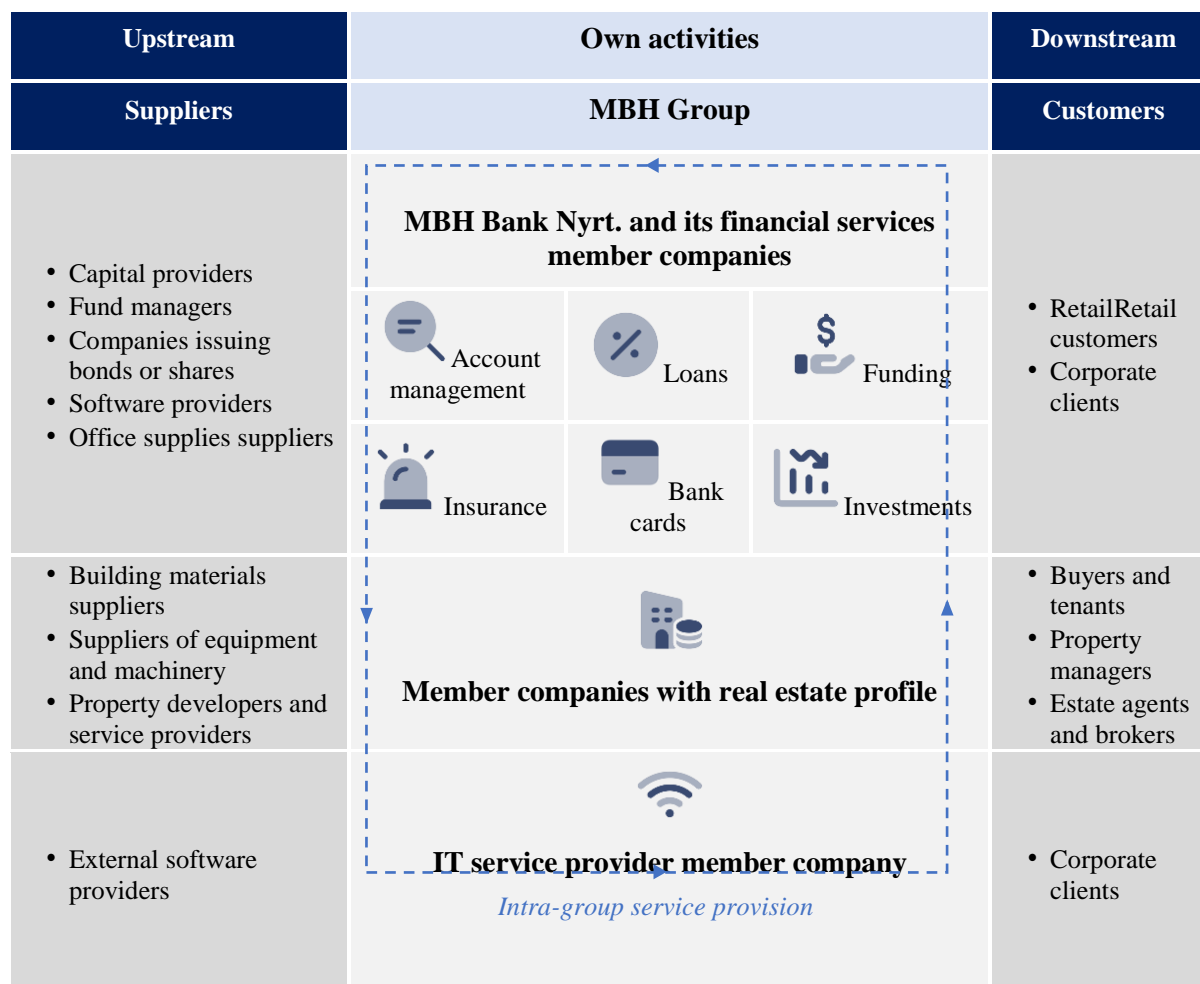 Upstream
Own activities
Downstream
Suppliers
MBH Group
Customers
• Capital providers
• Fund managers
• Companies issuing
bonds or shares
• Software providers
• Office supplies suppliers
MBH Bank Nyrt. and its financial services
member companies
Account
management
Loans
Funding
Insurance
Bank
cards
Investments
• RetailRetail
customers
• Corporate
clients
• Building materials
suppliers
• Suppliers of equipment
and machinery
• Property developers and
service providers
Member companies with real estate profile
• Buyers and
tenants
• Property
managers
• Estate agents
and brokers
• External software
providers
IT service provider member company
Intra-group service provision
• Corporate
clients